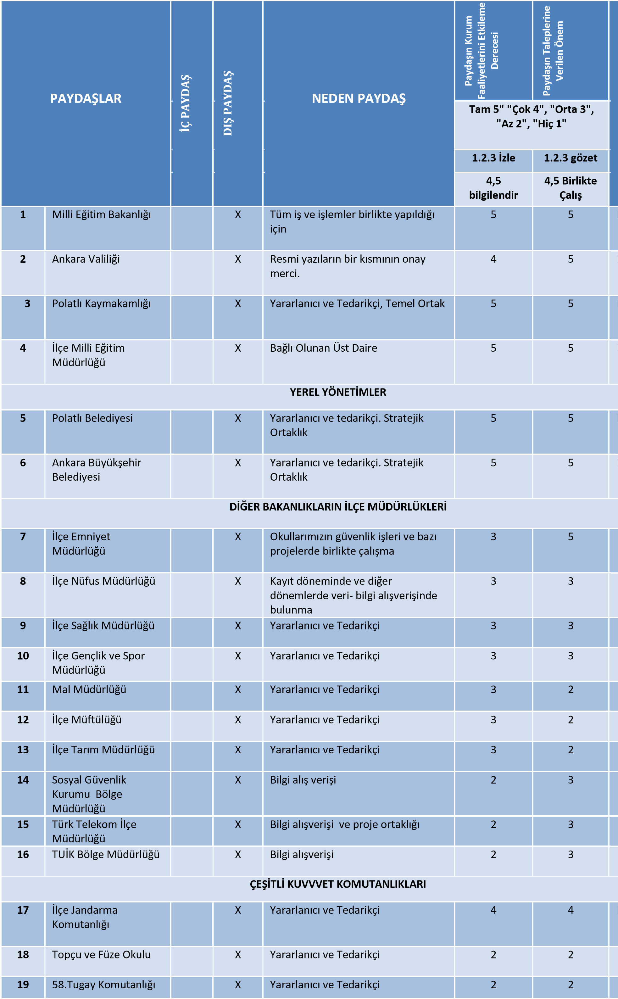 PAYDAŞLAR
İÇ PAYDAŞ
DIŞ PAYDAŞ
NEDEN PAYDAŞ
Paydaşın Kurum
Faaliyetlerini Etkileme
Derecesi
Paydaşın Taleplerine
Verilen Önem
Tam 5" "Çok 4", "Orta 3",
"Az 2", "Hiç 1"
1.2.3 İzle
1.2.3 gözet
4,5
bilgilendir
4,5 Birlikte
Çalış
1 Milli Eğitim Bakanlığı X Tüm iş ve işlemler birlikte yapıldığı 5 5
için
2 Ankara Valiliği X Resmi yazıların bir kısmının onay 4 5
merci.
3 Polatlı Kaymakamlığı X Yararlanıcı ve Tedarikçi, Temel Ortak 5 5
4 İlçe Milli Eğitim X Bağlı Olunan Üst Daire 5 5
Müdürlüğü
YEREL YÖNETİMLER
5 Polatlı Belediyesi X Yararlanıcı ve tedarikçi. Stratejik 5 5
Ortaklık
6 Ankara Büyükşehir X Yararlanıcı ve tedarikçi. Stratejik 5 5
Belediyesi Ortaklık
DİĞER BAKANLIKLARIN İLÇE MÜDÜRLÜKLERİ
7 İlçe Emniyet X Okullarımızın güvenlik işleri ve bazı 3 5
Müdürlüğü projelerde birlikte çalışma
8 İlçe Nüfus Müdürlüğü X Kayıt döneminde ve diğer 3 3
dönemlerde veri- bilgi alışverişinde
bulunma
9 İlçe Sağlık Müdürlüğü X Yararlanıcı ve Tedarikçi 3 3
10 İlçe Gençlik ve Spor X Yararlanıcı ve Tedarikçi 3 3
Müdürlüğü
11 Mal Müdürlüğü X Yararlanıcı ve Tedarikçi 3 2
12 İlçe Müftülüğü X Yararlanıcı ve Tedarikçi 3 2
13 İlçe Tarım Müdürlüğü X Yararlanıcı ve Tedarikçi 3 2
14 Sosyal Güvenlik X Bilgi alış verişi 2 3
Kurumu Bölge
Müdürlüğü
15 Türk Telekom İlçe X Bilgi alışverişi ve proje ortaklığı 2 3
Müdürlüğü
16 TUİK Bölge Müdürlüğü X Bilgi alışverişi 2 3
ÇEŞİTLİ KUVVVET KOMUTANLIKLARI
17 İlçe Jandarma X Yararlanıcı ve Tedarikçi 4 4
Komutanlığı
18 Topçu ve Füze Okulu X Yararlanıcı ve Tedarikçi 2 2
19 58.Tugay Komutanlığı X Yararlanıcı ve Tedarikçi 2 2